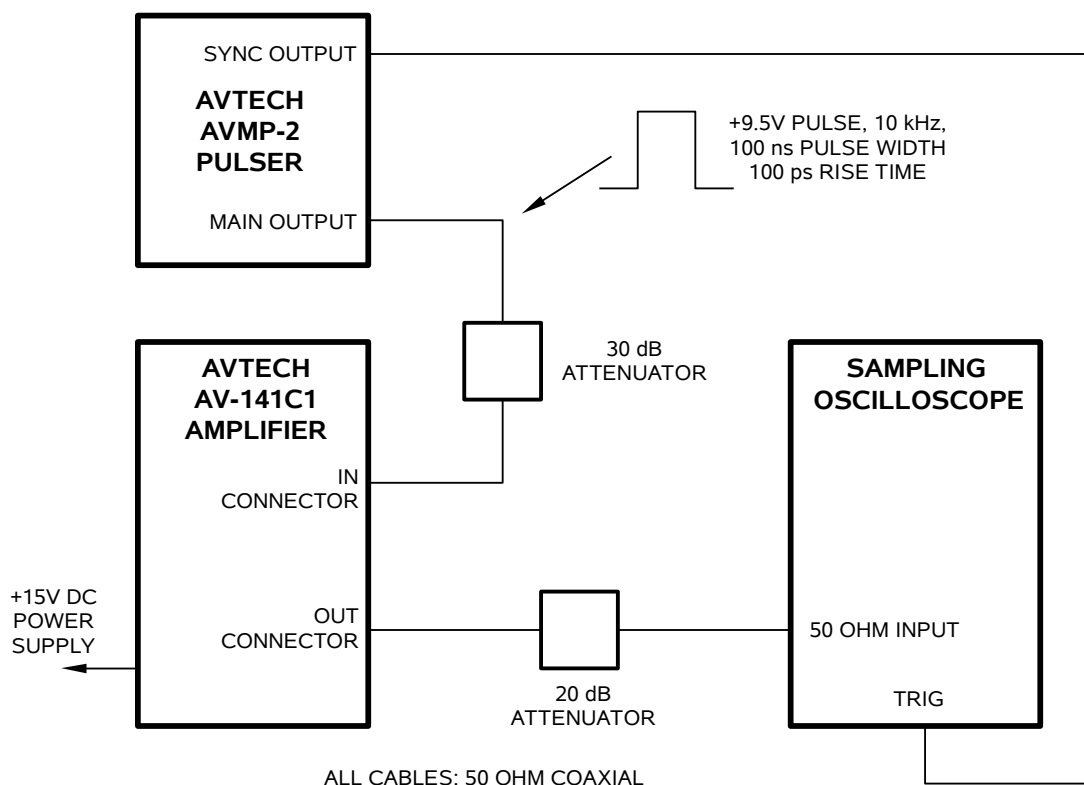 SYNC OUTPUT
AVTECH
AVMP-2
PULSER
MAIN OUTPUT
+9.5V PULSE, 10 kHz,
100 ns PULSE WIDTH
100 ps RISE TIME
30 dB
ATTENUATOR
AVTECH
AV-141C1
AMPLIFIER
IN
CONNECTOR
OUT
CONNECTOR
+15V DC
POWER
SUPPLY
20 dB
ATTENUATOR
SAMPLING
OSCILLOSCOPE
50 OHM INPUT
TRIG
ALL CABLES: 50 OHM COAXIAL